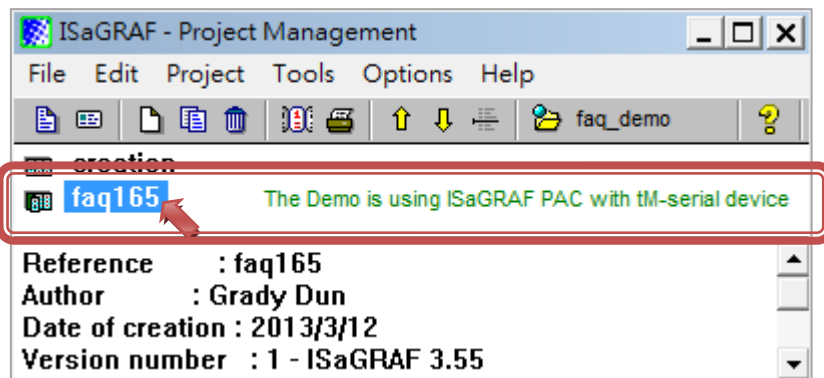 ISaGRAF - Project Management
File Edit Project Tools Options Help
faq_demo
creation
faq165 The Demo is using ISaGRAF PAC with tM-serial device
Reference : faq165
Author : Grady Dun
Date of creation : 2013/3/12
Version number : 1 - ISaGRAF 3.55